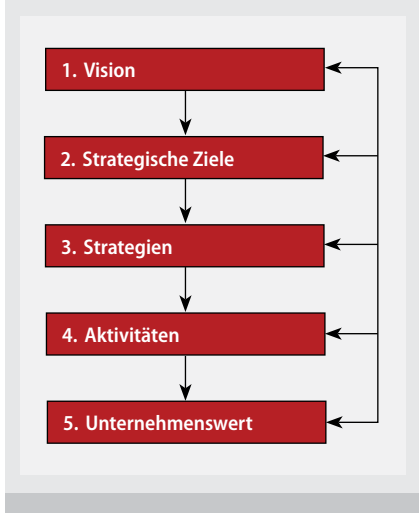 1. Vision
2. Strategische Ziele
3. Strategien
4. Aktivitäten
5. Unternehmenswert